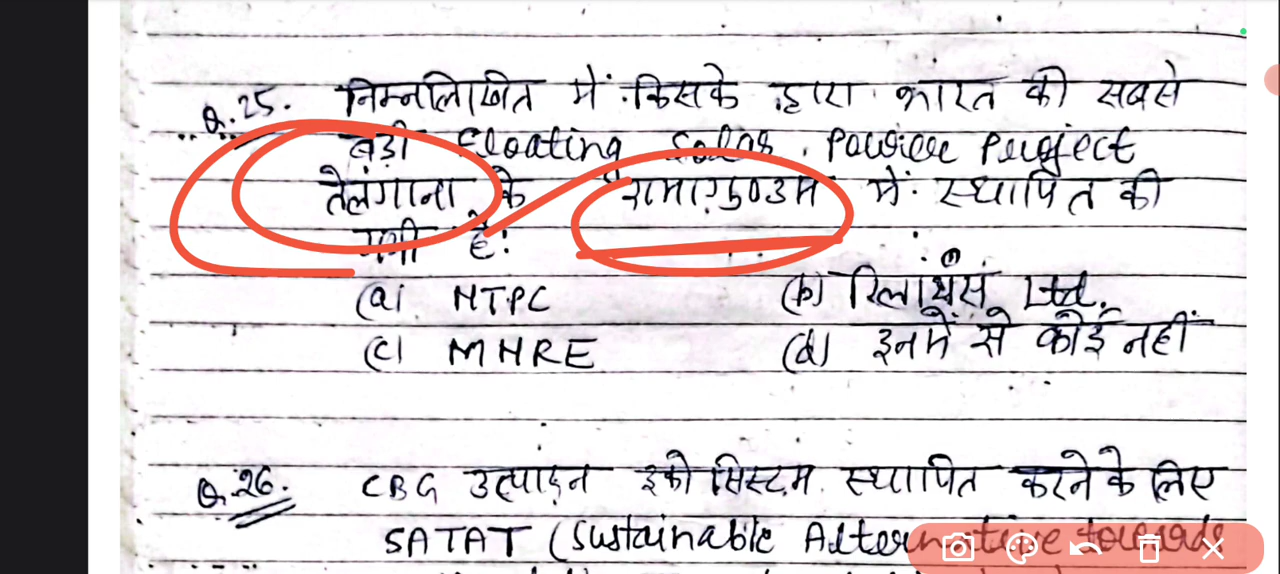 Q.25. निम्नलिखित में किसके द्वारा भारत की सबसे
बड़ी Floating Solar Power Project
तेलंगाना के रामागुण्डम में स्थापित की
गयी है:
(a) NTPC (b) रिलायंस Ltd.
(c) MNRE (d) इनमें से कोई नहीं
Q.26. CBG उत्पादन इको सिस्टम स्थापित करने के लिए
SATAT (Sustainable Alternative towards